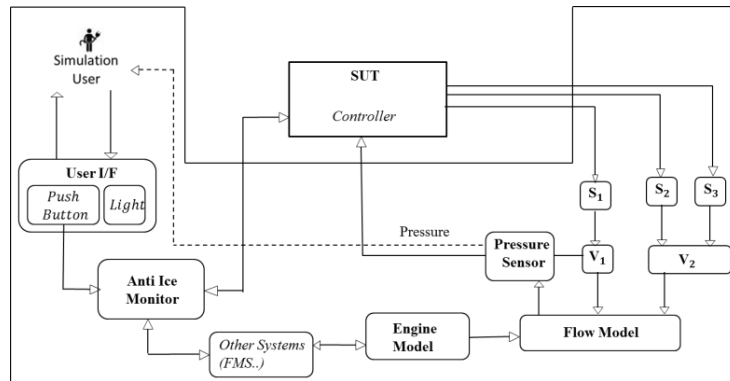 Simulation
User
SUT
Controller
User I/F
Push
Button
Light
S1
S2
S3
Pressure
Pressure
Sensor
V1
V2
Anti Ice
Monitor
Other Systems
(FMS..)
Engine
Model
Flow Model